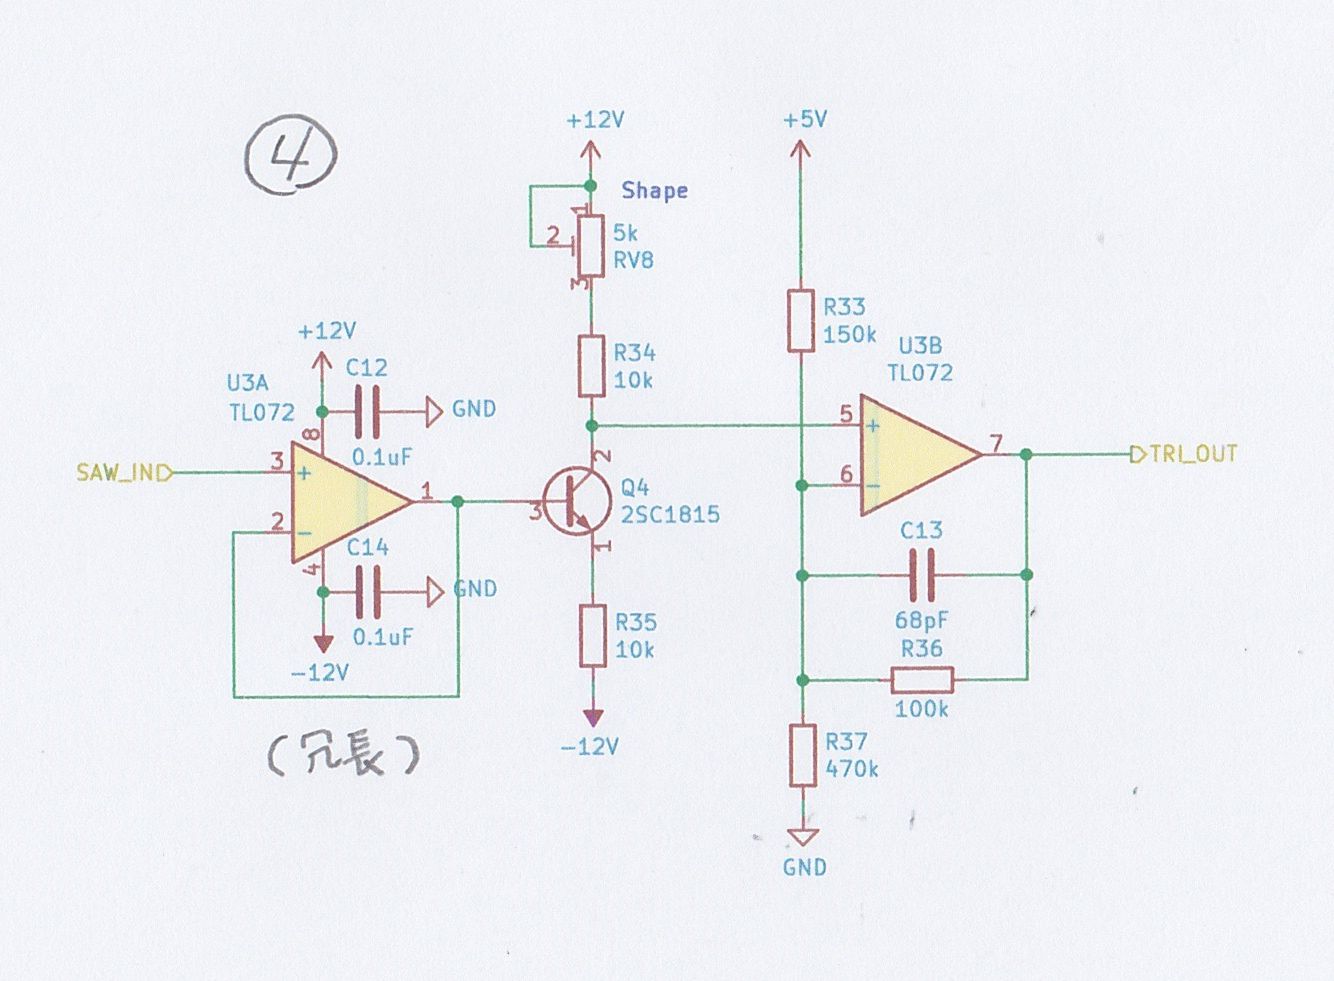 ④
+12V
Shape
1
2
3
5k
RV8
+5V
R33
150k
R34
10k
+12V
C12
GND
U3A
TL072
8
0.1uF
SAW_IN
3
+
2
−
1
4
C14
GND
0.1uF
−12V
(冗長)
2
3
1
Q4
2SC1815
R35
10k
−12V
U3B
TL072
5
+
6
−
7
TRI_OUT
C13
68pF
R36
100k
R37
470k
GND